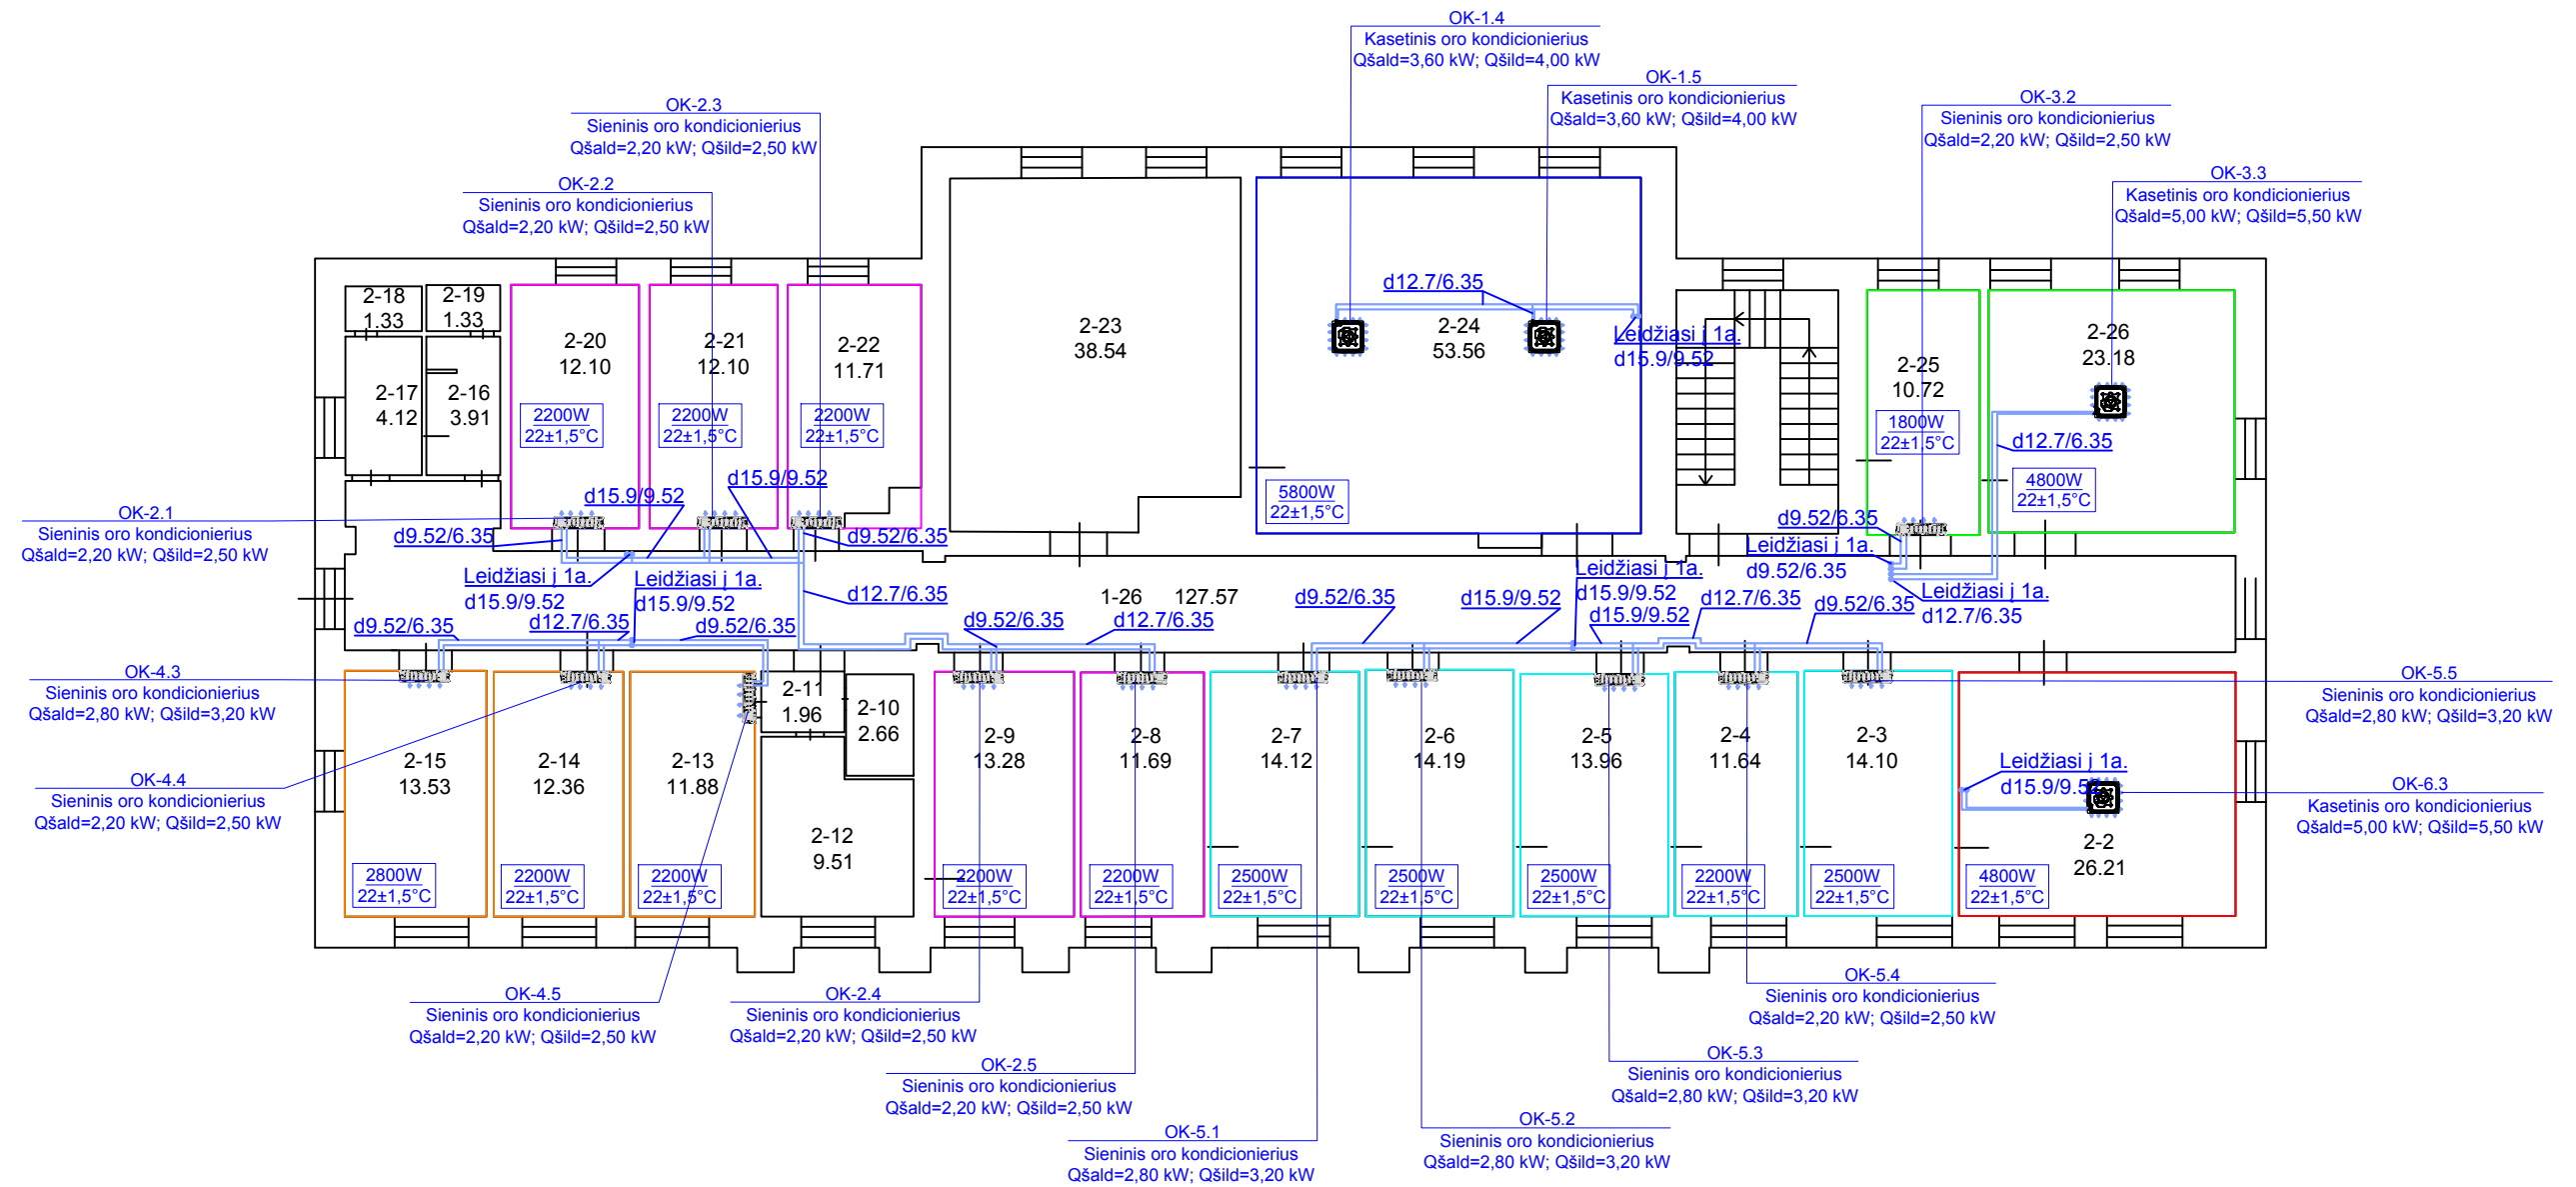 OK-1.4
Kasetinis oro kondicionierius
Qšald=3,60 kW; Qšild=4,00 kW
OK-1.5
Kasetinis oro kondicionierius
Qšald=3,60 kW; Qšild=4,00 kW
OK-2.3
Sieninis oro kondicionierius
Qšald=2,20 kW; Qšild=2,50 kW
OK-3.2
Sieninis oro kondicionierius
Qšald=2,20 kW; Qšild=2,50 kW
OK-2.2
Sieninis oro kondicionierius
Qšald=2,20 kW; Qšild=2,50 kW
OK-3.3
Kasetinis oro kondicionierius
Qšald=5,00 kW; Qšild=5,50 kW
2-18
1.33
2-19
1.33
2-17
4.12
2-16
3.91
2-20
12.10
2200W
22±1,5°C
2-21
12.10
2200W
22±1,5°C
2-22
11.71
2200W
22±1,5°C
2-23
38.54
d12.7/6.35
2-24
53.56
5800W
22±1,5°C
Leidžiasi į 1a.
d15.9/9.52
2-25
10.72
1800W
22±1,5°C
2-26
23.18
d12.7/6.35
4800W
22±1,5°C
OK-2.1
Sieninis oro kondicionierius
Qšald=2,20 kW; Qšild=2,50 kW
d15.9/9.52
d15.9/9.52
d9.52/6.35
d9.52/6.35
d9.52/6.35
Leidžiasi į 1a.
d15.9/9.52
Leidžiasi į 1a.
d15.9/9.52
d12.7/6.35
1-26 127.57
d9.52/6.35
d15.9/9.52
Leidžiasi į 1a.
d15.9/9.52
d15.9/9.52
Leidžiasi į 1a.
d9.52/6.35
Leidžiasi į 1a.
d12.7/6.35
d9.52/6.35
d12.7/6.35
d9.52/6.35
d9.52/6.35
d12.7/6.35
d12.7/6.35
d9.52/6.35
OK-4.3
Sieninis oro kondicionierius
Qšald=2,80 kW; Qšild=3,20 kW
OK-4.4
Sieninis oro kondicionierius
Qšald=2,20 kW; Qšild=2,50 kW
2-15
13.53
2800W
22±1,5°C
2-14
12.36
2200W
22±1,5°C
2-13
11.88
2200W
22±1,5°C
2-11
1.96
2-10
2.66
2-12
9.51
2-9
13.28
2200W
22±1,5°C
2-8
11.69
2200W
22±1,5°C
2-7
14.12
2500W
22±1,5°C
2-6
14.19
2500W
22±1,5°C
2-5
13.96
2500W
22±1,5°C
2-4
11.64
2200W
22±1,5°C
2-3
14.10
2500W
22±1,5°C
Leidžiasi į 1a.
d15.9/9.52
2-2
26.21
4800W
22±1,5°C
OK-5.5
Sieninis oro kondicionierius
Qšald=2,80 kW; Qšild=3,20 kW
OK-6.3
Kasetinis oro kondicionierius
Qšald=5,00 kW; Qšild=5,50 kW
OK-4.5
Sieninis oro kondicionierius
Qšald=2,20 kW; Qšild=2,50 kW
OK-2.4
Sieninis oro kondicionierius
Qšald=2,20 kW; Qšild=2,50 kW
OK-5.4
Sieninis oro kondicionierius
Qšald=2,20 kW; Qšild=2,50 kW
OK-2.5
Sieninis oro kondicionierius
Qšald=2,20 kW; Qšild=2,50 kW
OK-5.3
Sieninis oro kondicionierius
Qšald=2,80 kW; Qšild=3,20 kW
OK-5.1
Sieninis oro kondicionierius
Qšald=2,80 kW; Qšild=3,20 kW
OK-5.2
Sieninis oro kondicionierius
Qšald=2,80 kW; Qšild=3,20 kW